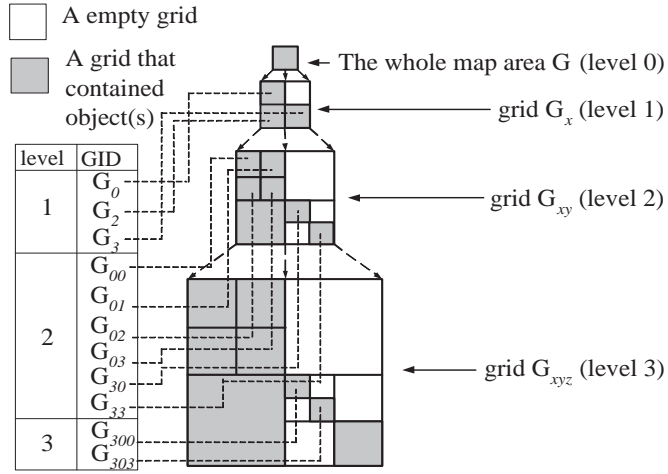 A empty grid
A grid that
contained
object(s)
The whole map area G (level 0)
grid Gx (level 1)
grid Gxy (level 2)
grid Gxyz (level 3)
level GID
1
G0
G2
G3
2
G00
G01
G02
G03
G30
G33
3
G300
G303